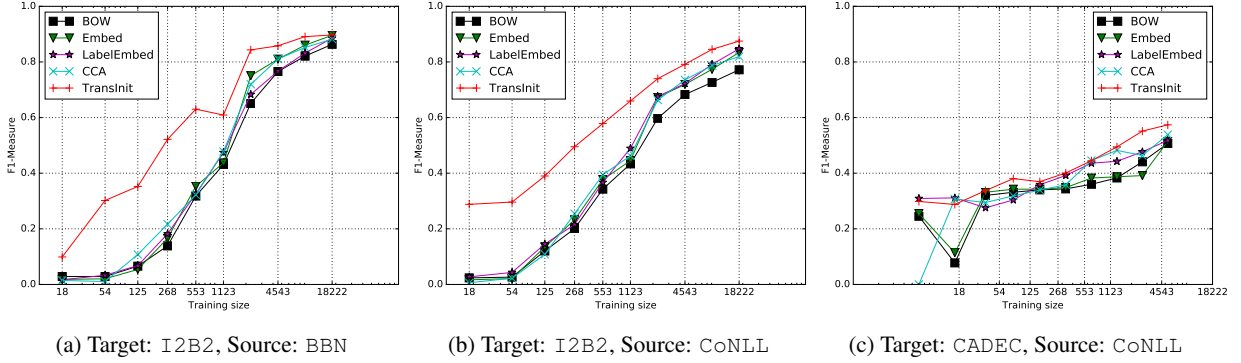 1.0
0.8
0.6
0.4
0.2
0.0
F1-Measure
BOW
Embed
LabelEmbed
CCA
TransInit
18 54 125 268 553 1123 4543 18222
Training size
(a) Target: I2B2, Source: BBN
1.0
0.8
0.6
0.4
0.2
0.0
F1-Measure
BOW
Embed
LabelEmbed
CCA
TransInit
18 54 125 268 553 1123 4543 18222
Training size
(b) Target: I2B2, Source: CoNLL
1.0
0.8
0.6
0.4
0.2
0.0
F1-Measure
BOW
Embed
LabelEmbed
CCA
TransInit
18 54 125 268 553 1123 4543 18222
Training size
(c) Target: CADEC, Source: CoNLL